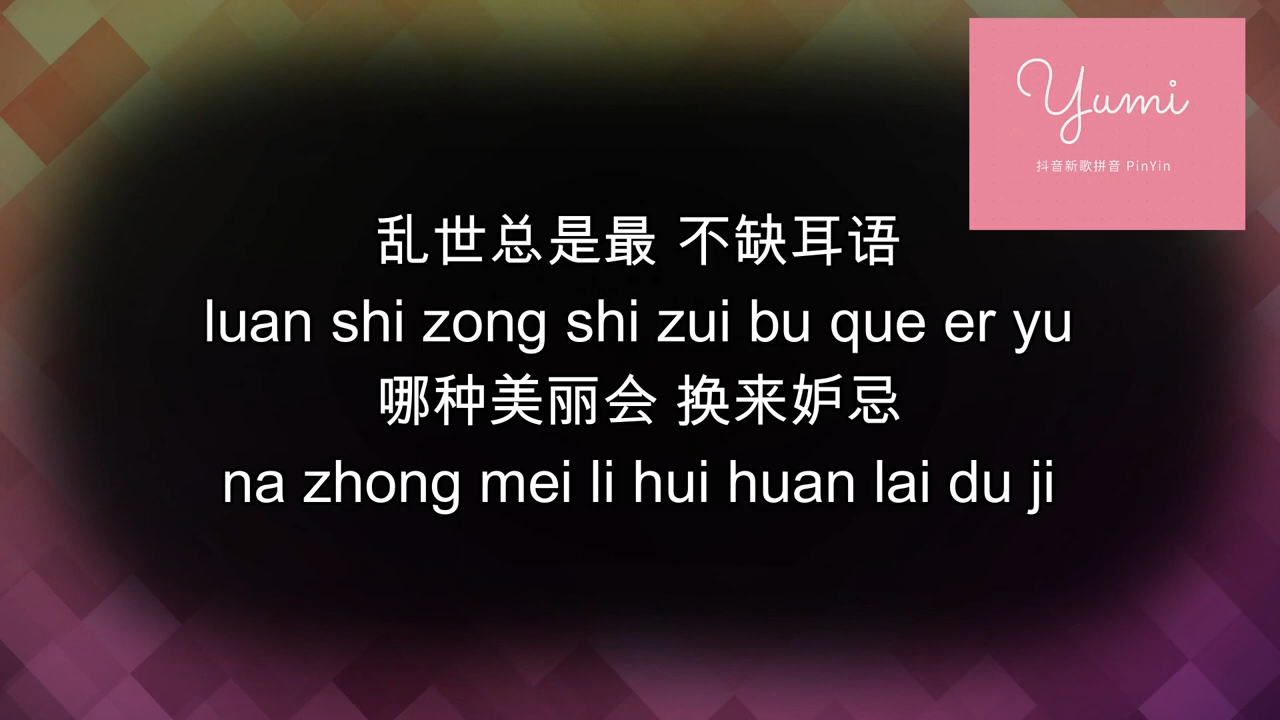 Yumi
抖音新歌拼音 PinYin
乱世总是最 不缺耳语
luan shi zong shi zui bu que er yu
哪种美丽会 换来妒忌
na zhong mei li hui huan lai du ji